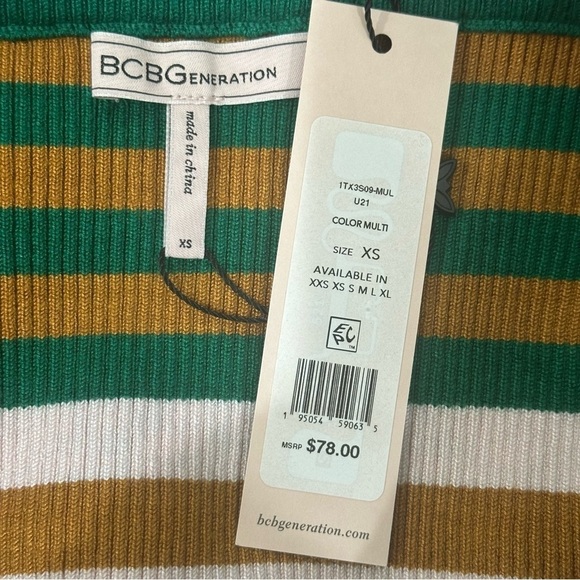 BCBGENERATION
made in china
XS
1TX3S09-MUL
U21
COLOR MULTI
SIZE XS
AVAILABLE IN
XXS XS S M L XL
ECP™
1 95054 59063 5
MSRP $78.00
bcbgeneration.com